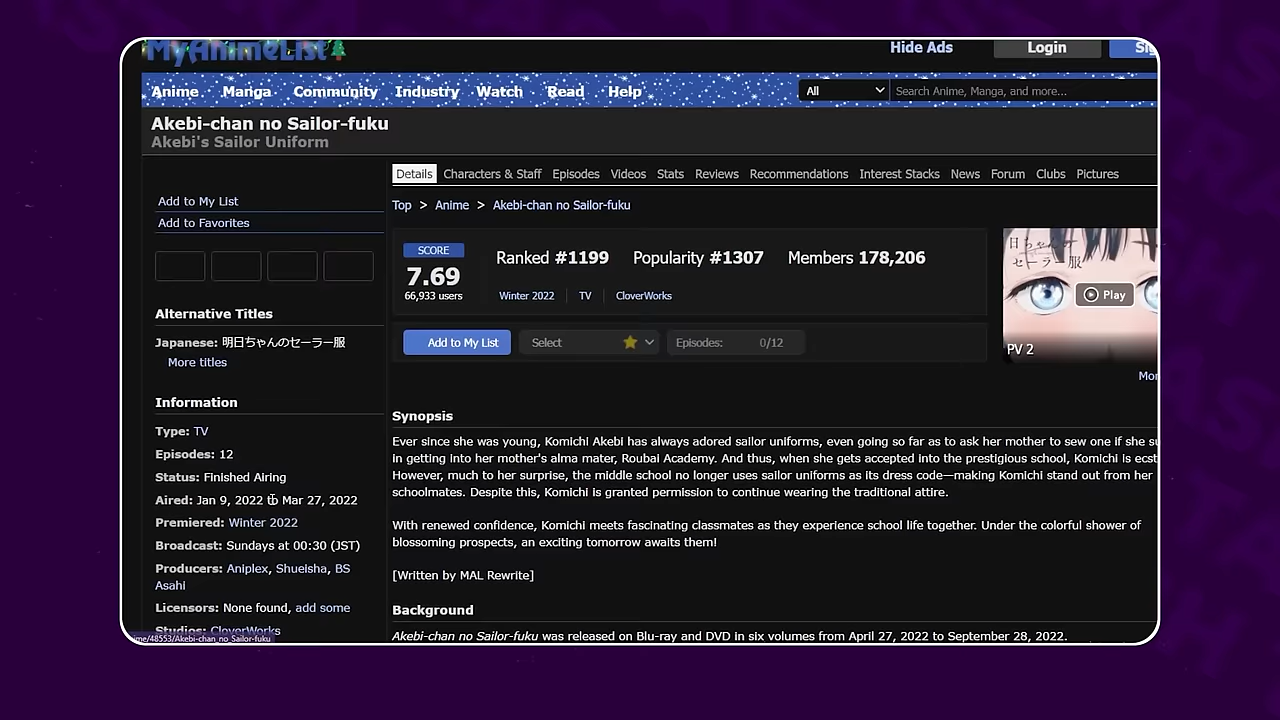 MyAnimeList
Hide Ads
Login
Anime Manga Community Industry Watch Read Help
All
Search Anime, Manga, and more...
Akebi-chan no Sailor-fuku
Akebi's Sailor Uniform
Details Characters & Staff Episodes Videos Stats Reviews Recommendations Interest Stacks News Forum Clubs Pictures
Add to My List
Add to Favorites
Top > Anime > Akebi-chan no Sailor-fuku
SCORE
7.69
66,933 users
Ranked #1199 Popularity #1307 Members 178,206
Winter 2022 TV CloverWorks
Add to My List
Select
Episodes: 0/12
セーラー服
Play
PV 2
Alternative Titles
Japanese: 明日ちゃんのセーラー服
More titles
Information
Type: TV
Episodes: 12
Status: Finished Airing
Aired: Jan 9, 2022 to Mar 27, 2022
Premiered: Winter 2022
Broadcast: Sundays at 00:30 (JST)
Producers: Aniplex, Shueisha, BS
Asahi
Licensors: None found, add some
Studios: CloverWorks
Synopsis
Ever since she was young, Komichi Akebi has always adored sailor uniforms, even going so far as to ask her mother to sew one if she su
in getting into her mother's alma mater, Roubai Academy. And thus, when she gets accepted into the prestigious school, Komichi is ecst
However, much to her surprise, the middle school no longer uses sailor uniforms as its dress code—making Komichi stand out from her
schoolmates. Despite this, Komichi is granted permission to continue wearing the traditional attire.
With renewed confidence, Komichi meets fascinating classmates as they experience school life together. Under the colorful shower of
blossoming prospects, an exciting tomorrow awaits them!
[Written by MAL Rewrite]
Background
Akebi-chan no Sailor-fuku was released on Blu-ray and DVD in six volumes from April 27, 2022 to September 28, 2022.
ime/48553/Akebi-chan_no_Sailor-fuku